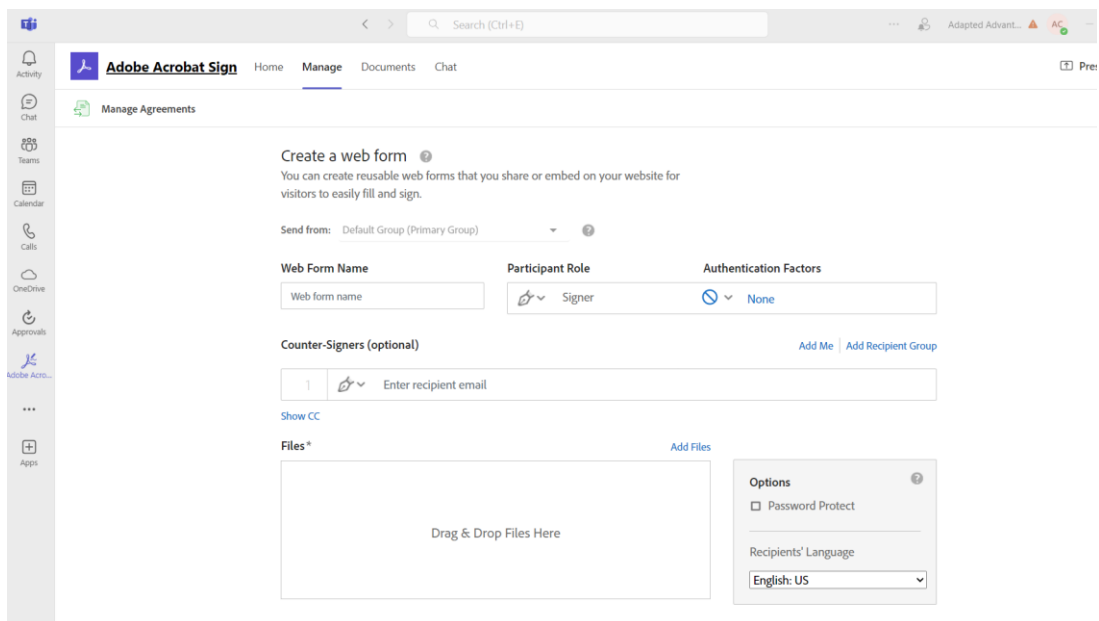 Search (Ctrl+E)
Adapted Advant...
AC
Activity
Chat
Teams
Calendar
Calls
OneDrive
Approvals
Adobe Acro...
Apps
Adobe Acrobat Sign
Home
Manage
Documents
Chat
Manage Agreements
Create a web form
You can create reusable web forms that you share or embed on your website for
visitors to easily fill and sign.
Send from: Default Group (Primary Group)
Web Form Name
Participant Role
Authentication Factors
Web form name
Signer
None
Counter-Signers (optional)
Add Me
Add Recipient Group
1
Enter recipient email
Show CC
Files*
Add Files
Drag & Drop Files Here
Options
Password Protect
Recipients' Language
English: US